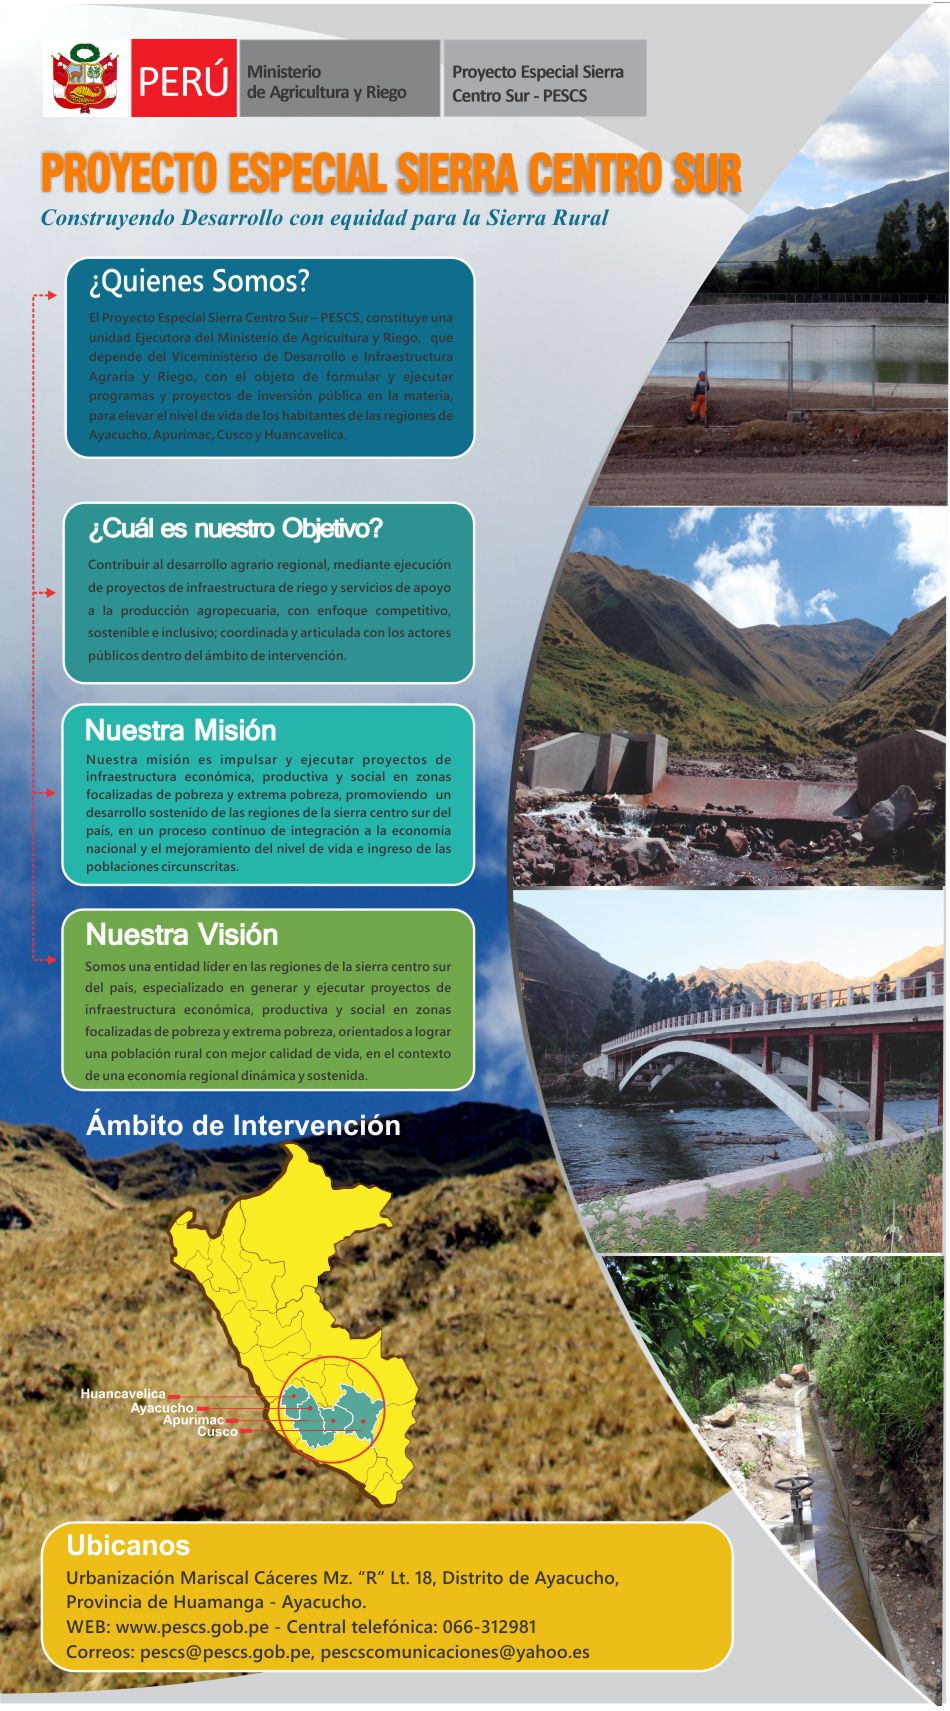 PERÚ
Ministerio
de Agricultura y Riego
Proyecto Especial Sierra
Centro Sur - PESCS
PROYECTO ESPECIAL SIERRA CENTRO SUR
Construyendo Desarrollo con equidad para la Sierra Rural
¿Quienes Somos?
El Proyecto Especial Sierra Centro Sur – PESCS, constituye una
unidad Ejecutora del Ministerio de Agricultura y Riego, que
depende del Viceministerio de Desarrollo e Infraestructura
Agraria y Riego, con el objeto de formular y ejecutar
programas y proyectos de inversión pública en la materia,
para elevar el nivel de vida de los habitantes de las regiones de
Ayacucho, Apurímac, Cusco y Huancavelica.
¿Cuál es nuestro Objetivo?
Contribuir al desarrollo agrario regional, mediante ejecución
de proyectos de infraestructura de riego y servicios de apoyo
a la producción agropecuaria, con enfoque competitivo,
sostenible e inclusivo; coordinada y articulada con los actores
públicos dentro del ámbito de intervención.
Nuestra Misión
Nuestra misión es impulsar y ejecutar proyectos de
infraestructura económica, productiva y social en zonas
focalizadas de pobreza y extrema pobreza, promoviendo un
desarrollo sostenido de las regiones de la sierra centro sur del
país, en un proceso continuo de integración a la economía
nacional y el mejoramiento del nivel de vida e ingreso de las
poblaciones circunscritas.
Nuestra Visión
Somos una entidad líder en las regiones de la sierra centro sur
del país, especializado en generar y ejecutar proyectos de
infraestructura económica, productiva y social en zonas
focalizadas de pobreza y extrema pobreza, orientados a lograr
una población rural con mejor calidad de vida, en el contexto
de una economía regional dinámica y sostenida.
Ámbito de Intervención
Huancavelica
Ayacucho
Apurímac
Cusco
Ubicanos
Urbanización Mariscal Cáceres Mz. “R” Lt. 18, Distrito de Ayacucho,
Provincia de Huamanga - Ayacucho.
WEB: www.pescs.gob.pe - Central telefónica: 066-312981
Correos: pescs@pescs.gob.pe, pescscomunicaciones@yahoo.es